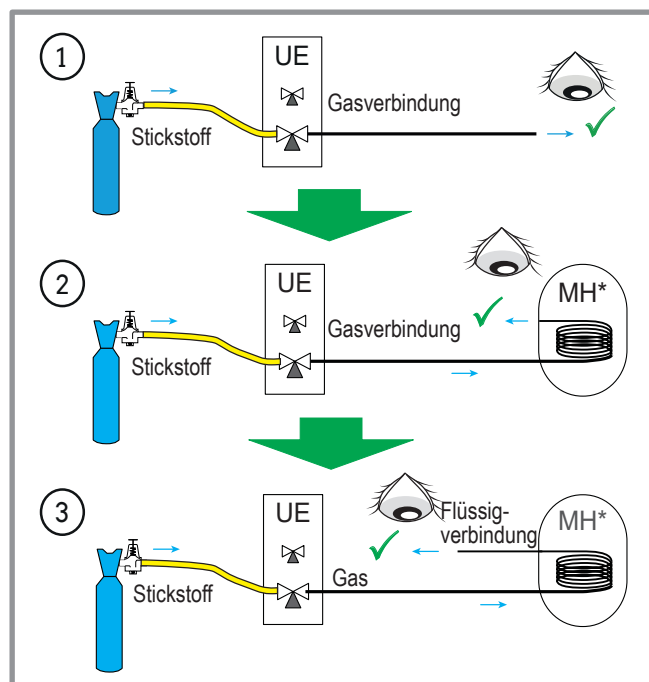 1
UE
Gasverbindung
Stickstoff
2
UE
MH*
Gasverbindung
Stickstoff
3
UE
Flüssig-
verbindung
MH*
Gas
Stickstoff